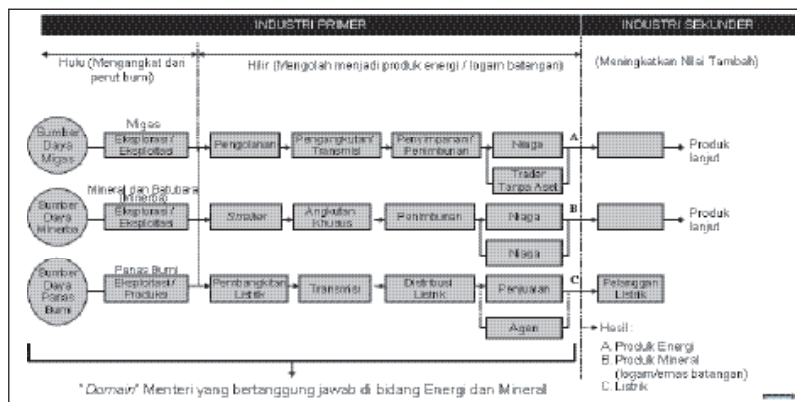 INDUSTRI PRIMER
INDUSTRI SEKUNDER
Hulu (Mengangkat dari
perut bumi)
Hilir (Mengolah menjadi produk energi / logam batangan)
(Meningkatkan Nilai Tambah)
Sumber
Daya
Migas
Migas
Eksplorasi /
Eksploitasi
Pengolahan
Pengangkutan/
Transmisi
Penyimpanan/
Penimbunan
Niaga
A
Trader
Tanpa Aset
Produk
lanjut
Sumber
Daya
Minerba
Mineral dan Batubara
(Minerba)
Eksplorasi /
Eksploitasi
Smelter
Angkutan
Khusus
Penimbunan
Niaga
B
Niaga
Produk
lanjut
Sumber
Daya
Panas
Bumi
Panas Bumi
Eksploitasi/
Produksi
Pembangkitan
Listrik
Transmisi
Distribusi
Listrik
Penjualan
C
Agen
Pelanggan
Listrik
Hasil :
A. Produk Energi
B. Produk Mineral
(logam/emas batangan)
C. Listrik
"Domain" Menteri yang bertanggung jawab di bidang Energi dan Mineral